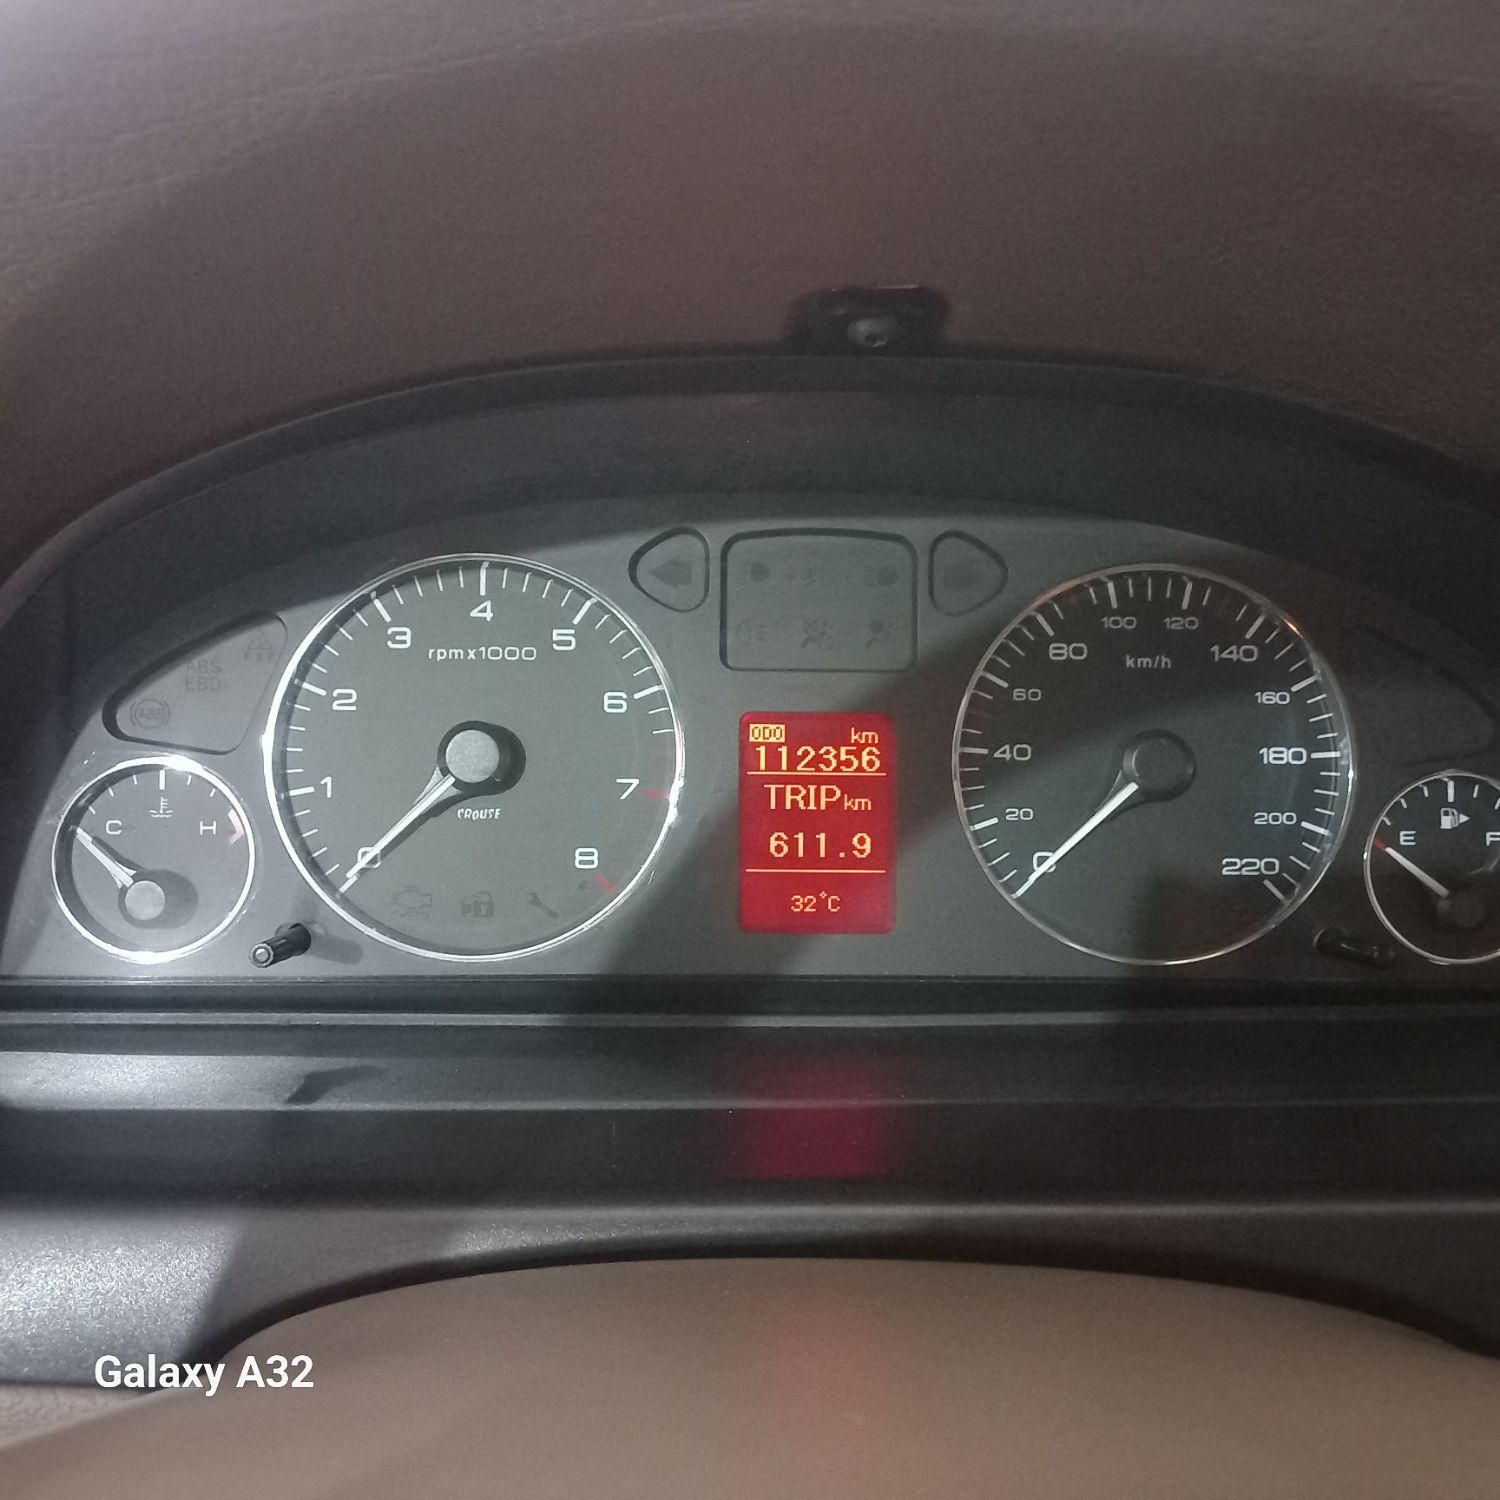 4
3
5
rpmx1000
2
6
1
7
CROUSE
0
8
ABS
EBD
C
H
ODO km
112356
TRIP km
611.9
32°C
100
120
80
140
km/h
60
160
40
180
20
200
0
220
E
F
Galaxy A32